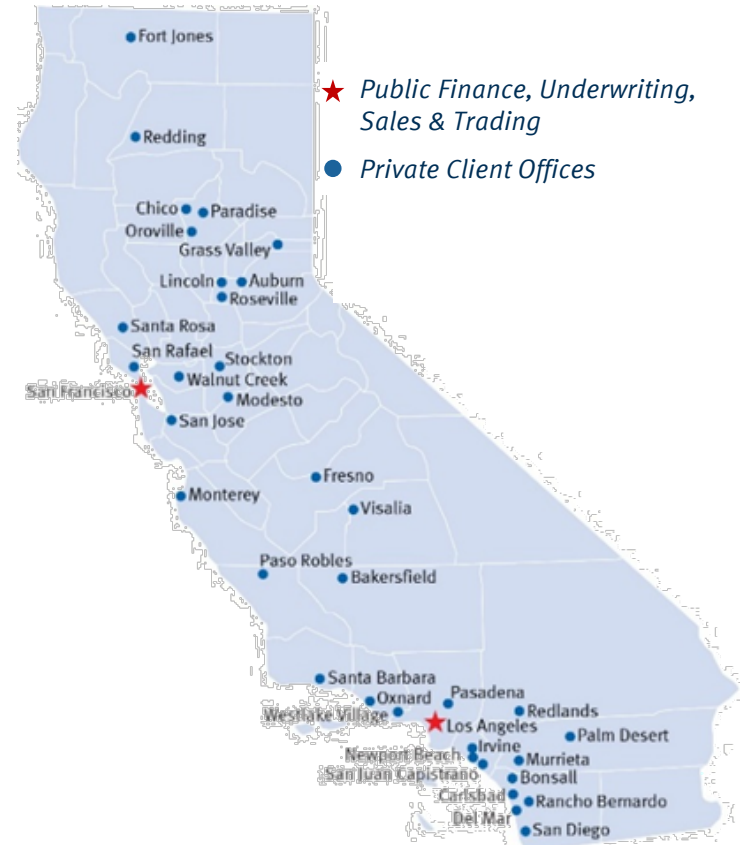 Fort Jones
Public Finance, Underwriting,
Sales & Trading
Private Client Offices
Redding
Chico
Paradise
Oroville
Grass Valley
Lincoln
Auburn
Roseville
Santa Rosa
San Rafael
Stockton
Walnut Creek
San Francisco
Modesto
San Jose
Fresno
Monterey
Visalia
Paso Robles
Bakersfield
Santa Barbara
Pasadena
Oxnard
Redlands
Westlake Village
Los Angeles
Palm Desert
Irvine
Newport Beach
Murrieta
San Juan Capistrano
Bonsall
Carlsbad
Rancho Bernardo
Del Mar
San Diego